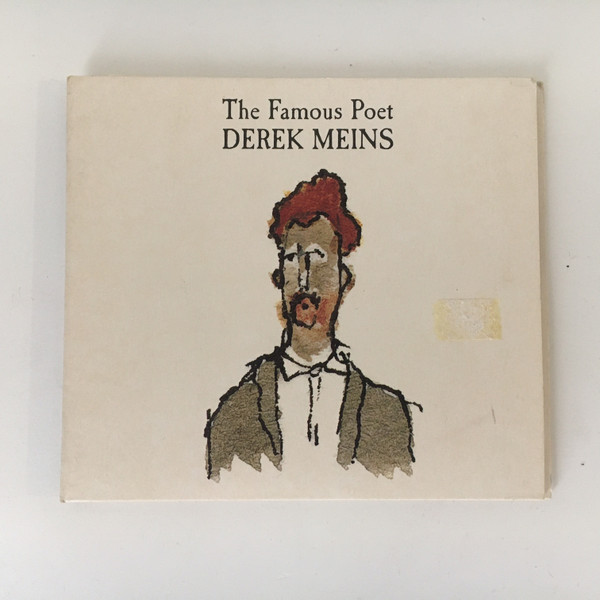 The Famous Poet
DEREK MEINS